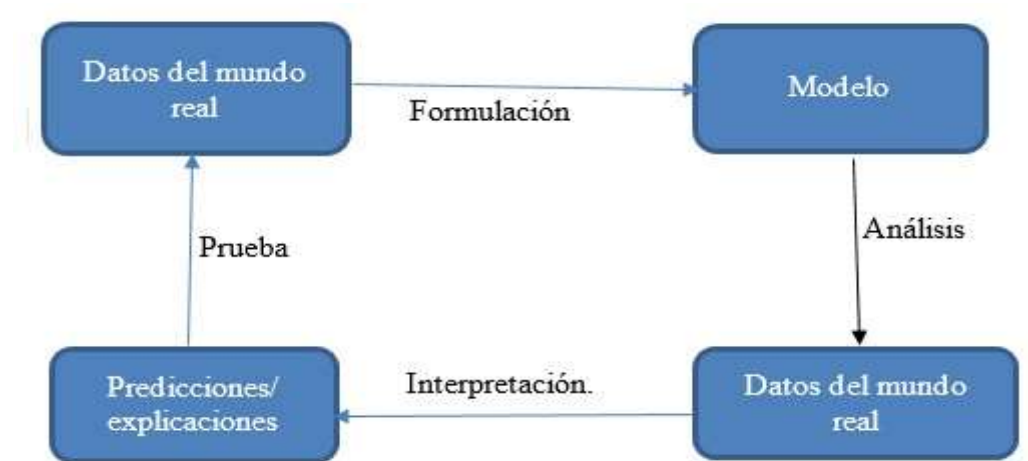 Datos del mundo
real
Formulación
Modelo
Análisis
Prueba
Predicciones/
explicaciones
Interpretación.
Datos del mundo
real